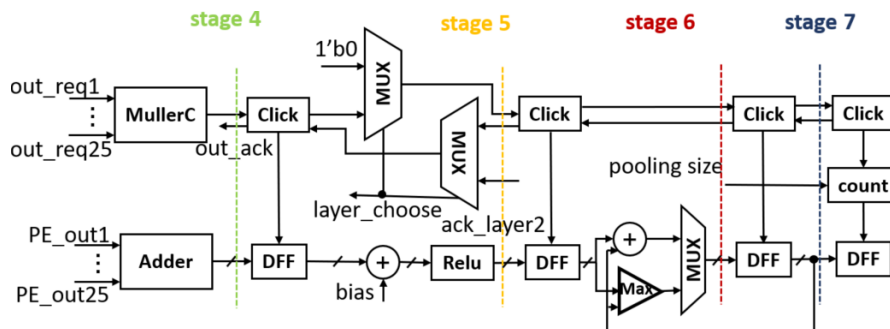 stage 4
stage 5
stage 6
stage 7
1'b0
out_req1
MUX
MullerC
Click
Click
Click
Click
out_req25
out_ack
MUX
pooling size
count
layer_choose
ack_layer2
PE_out1
Adder
DFF
+
Relu
DFF
+
Max
MUX
DFF
DFF
PE_out25
bias